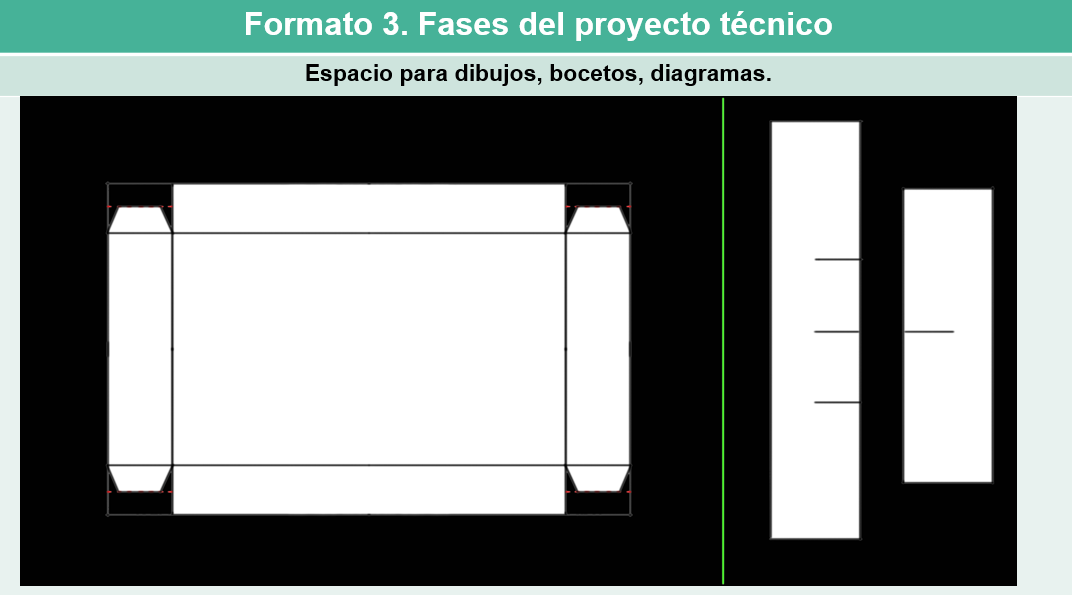 Formato 3. Fases del proyecto técnico
Espacio para dibujos, bocetos, diagramas.